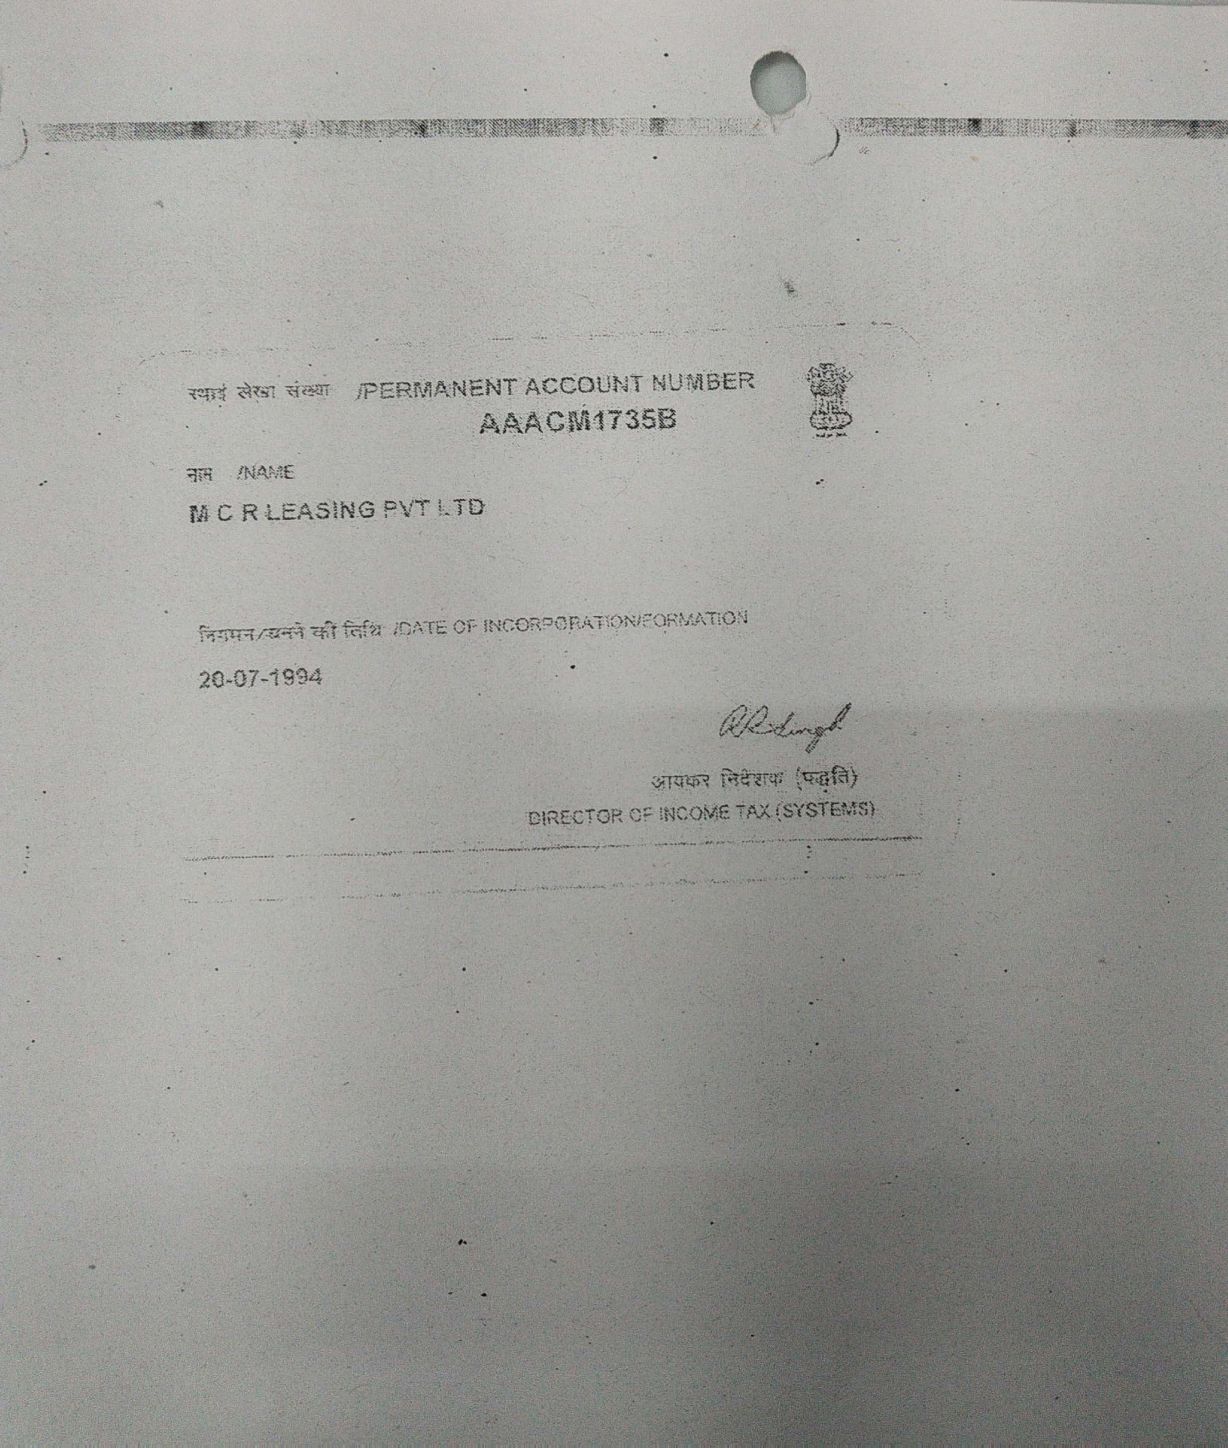 स्थाई लेखा संख्या /PERMANENT ACCOUNT NUMBER
AAACM1735B
नाम /NAME
M C R LEASING PVT LTD
निगमन/बनने की तिथि /DATE OF INCORPORATION/FORMATION
20-07-1994
RRSingh
आयकर निदेशक (पद्धति)
DIRECTOR OF INCOME TAX (SYSTEMS)